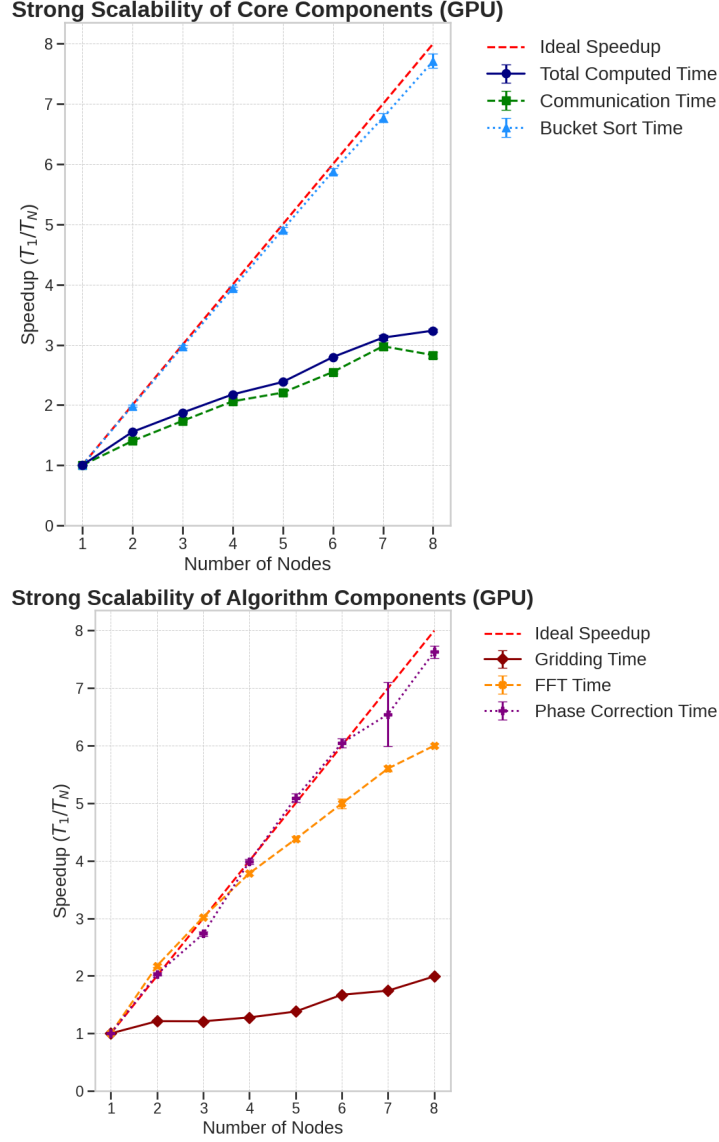 Strong Scalability of Core Components (GPU)
8
7
6
5
4
3
2
1
0
Speedup (T₁/T_N)
1 2 3 4 5 6 7 8
Number of Nodes
Ideal Speedup
Total Computed Time
Communication Time
Bucket Sort Time
Strong Scalability of Algorithm Components (GPU)
8
7
6
5
4
3
2
1
0
Speedup (T₁/T_N)
1 2 3 4 5 6 7 8
Number of Nodes
Ideal Speedup
Gridding Time
FFT Time
Phase Correction Time